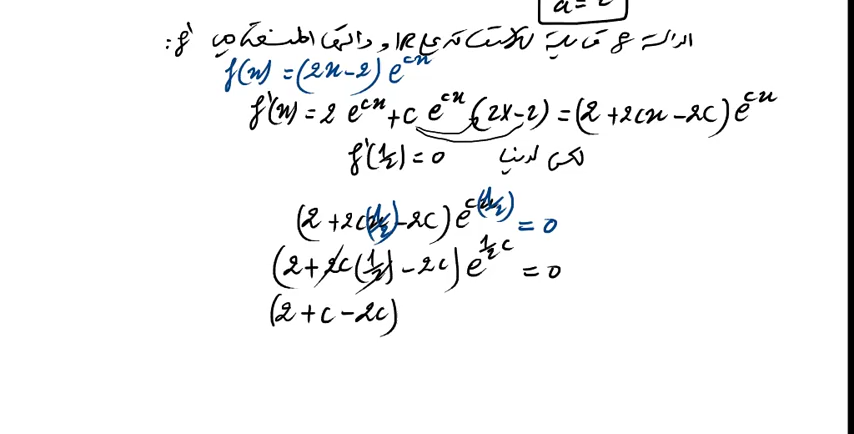 a = 2
الدالة f قابلة للاشتقاق على IR و دالتها المشتقة هي f' :
f(x) = (2x-2) e^{cx}
f'(x) = 2 e^{cx} + c e^{cx} (2x-2) = (2 + 2cx - 2c) e^{cx}
لكن لدينا f'(1/2) = 0
(2 + 2c(1/2) - 2c) e^{c(1/2)} = 0
(2 + 2c(1/2) - 2c) e^{1/2 c} = 0
(2 + c - 2c)